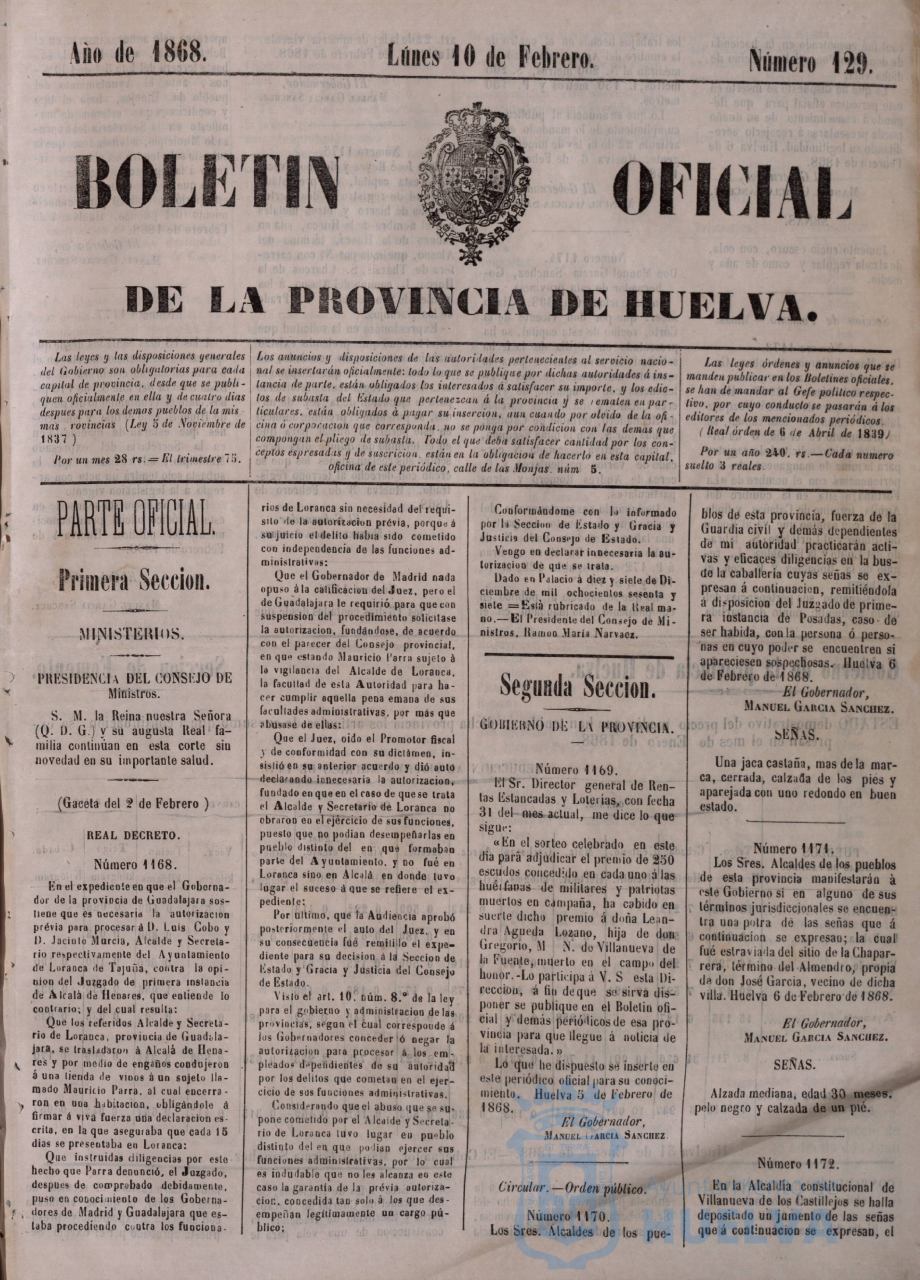 Año de 1868.
Lúnes 10 de Febrero.
Número 129.
BOLETIN OFICIAL
DE LA PROVINCIA DE HUELVA.
Las leyes y las disposiciones generales
del Gobierno son obligatorias para cada
capital de provincia, desde que se publi-
quen oficialmente en ella y de cuatro dias
despues para los demas pueblos de la mis
mas rovincias (Ley 5 de Noviembre de
1837 )
Por un mes 28 rs. = El trimestre 75.
Los anuncios y disposiciones de las autoridades pertenecientes al servicio nacio-
nal se insertarán oficialmente: todo lo que se publique por dichas autoridades á ins-
tancia de parte, están obligados los interesados á satisfacer su importe, y los edic-
tos de subasta del Estado que pertenezcan á la provincia y se rematen en par-
ticulares, están obligados á pagar su insercion, aun cuando por olvido de la ofi-
cina ó corporacion que corresponda, no se ponga por condicion con las demas que
compongan el pliego de subasta. Todo el que deba satisfacer cantidad por los con-
ceptos espresadas y de suscricion, están en la obligacion de hacerlo en esta capital,
oficina de este periódico, calle de las Monjas, núm 5.
Las leyes órdenes y anuncios que se
manden publicar en los Boletines oficiales,
se han de mandar al Gefe político respec-
tivo, por cuyo conducto se pasarán á los
editores de los mencionados periódicos.
(Real órden de 6 de Abril de 1839)
Por un año 240. rs.—Cada numero
suelto 3 reales.
PARTE OFICIAL.
Primera Seccion.
MINISTERIOS.
PRESIDENCIA DEL CONSEJO DE
Ministros.
S. M. la Reina nuestra Señora
(Q. D. G.) y su augusta Real fa-
milia continúan en esta corte sin
novedad en su importante salud.
(Gaceta del 2 de Febrero )
REAL DECRETO.
Número 1168.
En el expediente en que el Goberna-
dor de la provincia de Guadalajara sos-
tiene que es necesaria la autorizacion
prévia para procesar á D. Luis Cobo y
D. Jacinto Murcia, Alcalde y Secreta-
rio respectivamente del Ayuntamiento
de Loranca de Tajuña, contra la opi-
nion del Juzgado de primera instancia
de Alcalá de Henares, que entiende lo
contrario; y del cual resulta:
Que los referidos Alcalde y Secreta-
rio de Loranca, provincia de Guadala-
jara, se trasladaron á Alcalá de Hena-
res y por medio de engaños condujeron
á una tienda de vinos á un sujeto lla-
mado Mauricio Parra, al cual encerra-
ron en una habitacion, obligándole á
firmar á viva fuerza una declaracion es-
crita, en la que aseguraba que cada 15
dias se presentaba en Loranca:
Que instruidas diligencias por este
hecho que Parra denunció, el Juzgado,
despues de comprobado debidamente,
puso en conocimiento de los Goberna-
dores de Madrid y Guadalajara que es-
taba procediendo contra los funciona-
rios de Loranca sin necesidad del requi-
sito de la autorizacion prévia, porque á
su juicio el delito habia sido cometido
con independencia de las funciones ad-
ministrativas:
Que el Gobernador de Madrid nada
opuso á la calificacion del Juez, pero el
de Guadalajara le requirió para que con
suspension del procedimiento solicitase
la autorizacion, fundándose, de acuerdo
con el parecer del Consejo provincial,
en que estando Mauricio Parra sujeto á
la vigilancia del Alcalde de Loranca,
la facultad de esta Autoridad para ha-
cer cumplir aquella pena emana de sus
facultades administrativas, por más que
abusase de ellas:
Que el Juez, oido el Promotor fiscal
y de conformidad con su dictámen, in-
sistió en su anterior acuerdo y dió auto
declarando innecesaria la autorizacion,
fundado en que en el caso de que se trata
el Alcalde y Secretario de Loranca no
obraron en el ejercicio de sus funciones,
puesto que no podian desempeñarlas en
pueblo distinto del en que formaban
parte del Ayuntamiento, y no fué en
Loranca sino en Alcalá en donde tuvo
lugar el suceso á que se refiere el ex-
pediente:
Por último, que la Audiencia aprobó
posteriormente el auto del Juez, y en
su consecuencia fué remitido el expe-
diente para su decision á la Seccion de
Estado y Gracia y Justicia del Consejo
de Estado.
Visto el art. 10. núm. 8.º de la ley
para el gobierno y administracion de las
provincias, segun el cual corresponde á
los Gobernadores conceder ó negar la
autorizacion para procesar á los em-
pleados dependientes de su autoridad
por los delitos que cometan en el ejer-
cicio de sus funciones administrativas.
Considerando que el abuso que se su-
pone cometido por el Alcalde y Secreta-
rio de Loranca tuvo lugar en pueblo
distinto del en que podian ejercer sus
funciones administrativas, por lo cual
es indudable que no les alcanza en este
caso la garantía de la prévia autoriza-
cion, concedida tan solo á los que des-
empeñan legítimamente un cargo pú-
blico;
Conformándome con lo informado
por la Seccion de Estado y Gracia y
Justicia del Consejo de Estado.
Vengo en declarar innecesaria la au-
torizacion de que se trata.
Dado en Palacio á diez y siete de Di-
ciembre de mil ochocientos sesenta y
siete =Está rubricado de la Real ma-
no.—El Presidente del Consejo de Mi-
nistros, Ramon María Narvaez.
Segunda Seccion.
GOBIERNO DE LA PROVINCIA.
Número 1169.
El Sr. Director general de Ren-
tas Estancadas y Loterias, con fecha
31 del mes actual, me dice lo que
sigue:
«En el sorteo celebrado en este
dia para adjudicar el premio de 250
escudos concedido en cada uno á las
huérfanas de militares y patriotas
muertos en campaña, ha cabido en
suerte dicho premio á doña Lean-
dra Agueda Lozano, hija de don
Gregorio, M N. de Villanueva de
la Fuente, muerto en el campo del
honor.-Lo participa á V. S esta Di-
reccion, á fin de que se sirva dis-
poner se publique en el Boletin ofi-
cial y demás periódicos de esa pro-
vincia para que llegue á noticia de
la interesada.»
Lo que he dispuesto se inserte en
este periódico oficial para su conoci-
miento. Huelva 5 de Febrero de
1868.
El Gobernador,
MANUEL GARCIA SANCHEZ
Circular.—Orden público.
Número 1170.
Los Sres. Alcaldes de los pue-
blos de esta provincia, fuerza de la
Guardia civil y demás dependientes
de mi autoridad practicarán acti-
vas y eficaces diligencias en la bus-
de la caballería cuyas señas se ex-
presan á continuacion, remitiéndola
á disposicion del Juzgado de prime-
ra instancia de Posadas, caso de
ser habida, con la persona ó perso-
nas en cuyo poder se encuentren si
apareciesen sospechosas. Huelva 6
de Febrero de 1868.
El Gobernador,
MANUEL GARCIA SANCHEZ.
SEÑAS.
Una jaca castaña, mas de la mar-
ca, cerrada, calzada de los pies y
aparejada con uno redondo en buen
estado.
Número 1171.
Los Sres. Alcaldes de los pueblos
de esta provincia manifestarán á
este Gobierno si en alguno de sus
términos jurisdiccionales se encuen-
tra una potra de las señas que á
continuacion se expresan; la cual
fué estraviada del sitio de la Chapar-
rera, término del Almendro, propia
de don José Garcia, vecino de dicha
villa. Huelva 6 de Febrero de 1868.
El Gobernador,
MANUEL GARCIA SANCHEZ.
SEÑAS.
Alzada mediana, edad 30 meses,
pelo negro y calzada de un pié.
Número 1172.
En la Alcaldia constitucional de
Villanueva de los Castillejos se halla
depositado un jumento de las señas
que á continuacion se expresan, el
HUELVA